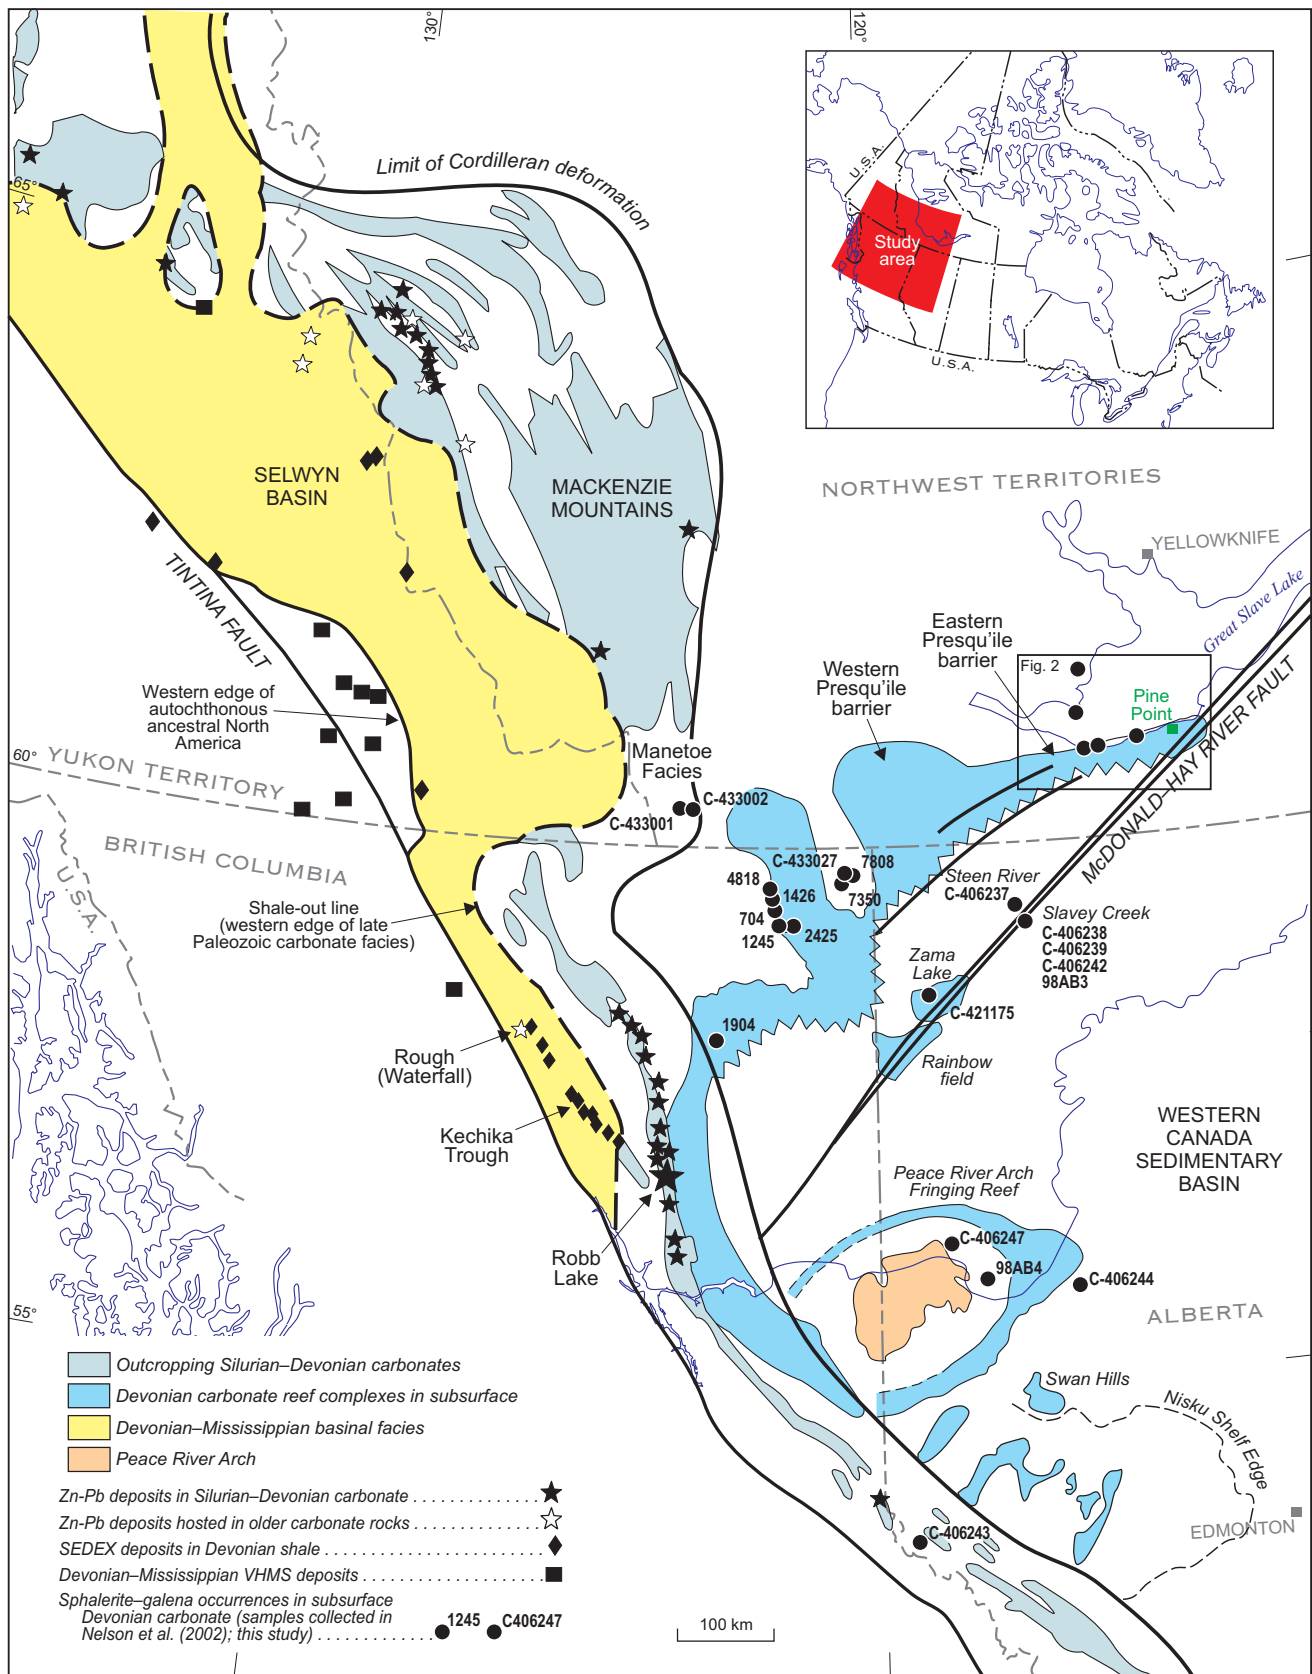 130°
120°
Limit of Cordilleran deformation
65°
U.S.A.
Study
area
U.S.A.
SELWYN
BASIN
MACKENZIE
MOUNTAINS
NORTHWEST TERRITORIES
YELLOWKNIFE
Great Slave Lake
TINTINA FAULT
Eastern
Presqu'ile
barrier
Western
Presqu'ile
barrier
Fig. 2
Pine
Point
McDONALD–HAY RIVER FAULT
Western edge of
autochthonous
ancestral North
America
60°
YUKON TERRITORY
Manetoe
Facies
C-433002
C-433001
BRITISH COLUMBIA
U.S.A.
C-433027
7808
4818
1426
7350
704
1245
2425
Steen River
C-406237
Slavey Creek
C-406238
C-406239
C-406242
98AB3
Shale-out line
(western edge of late
Paleozoic carbonate facies)
Zama
Lake
C-421175
1904
Rainbow
field
Rough
(Waterfall)
Kechika
Trough
WESTERN
CANADA
SEDIMENTARY
BASIN
Peace River Arch
Fringing Reef
C-406247
98AB4
C-406244
Robb
Lake
55°
ALBERTA
Swan Hills
Nisku Shelf Edge
EDMONTON
C-406243
Outcropping Silurian–Devonian carbonates
Devonian carbonate reef complexes in subsurface
Devonian–Mississippian basinal facies
Peace River Arch
Zn-Pb deposits in Silurian–Devonian carbonate . . . . . . . . . . . . . .
Zn-Pb deposits hosted in older carbonate rocks . . . . . . . . . . . . . .
SEDEX deposits in Devonian shale . . . . . . . . . . . . . . . . . . . . . . . .
Devonian–Mississippian VHMS deposits . . . . . . . . . . . . . . . . . . . .
Sphalerite–galena occurrences in subsurface
Devonian carbonate (samples collected in
Nelson et al. (2002); this study) . . . . . . . . . . . . .
1245 C406247
100 km